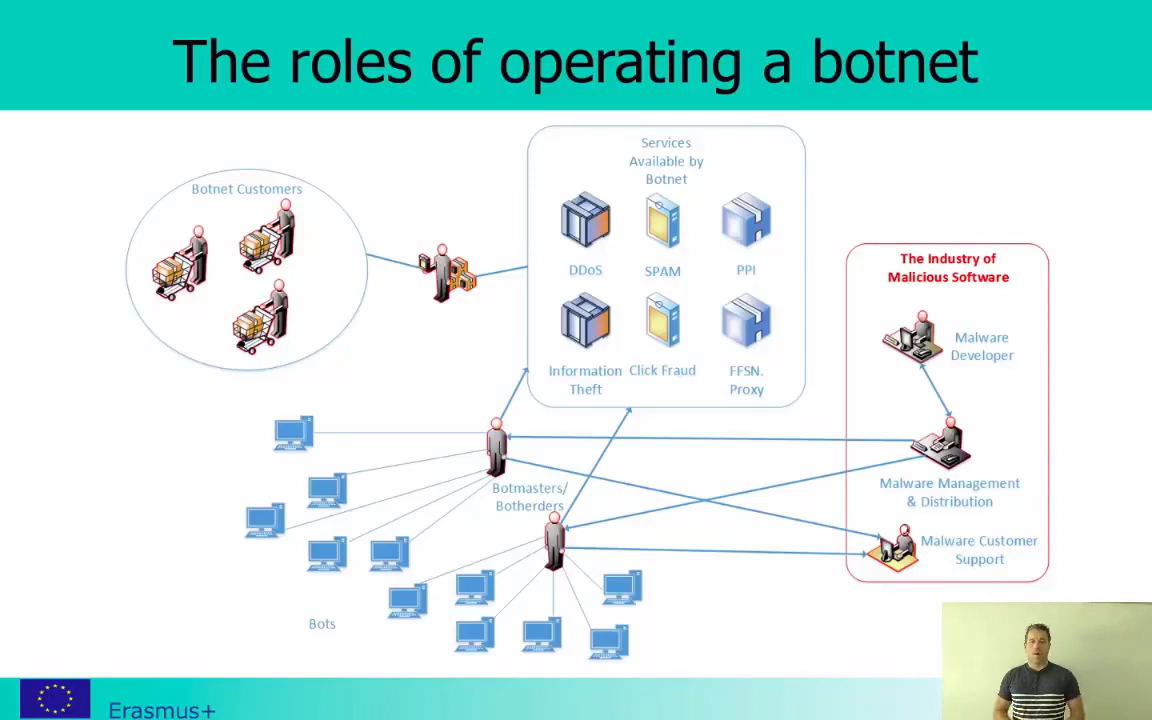 The roles of operating a botnet
Botnet Customers
Services
Available by
Botnet
DDoS
SPAM
PPI
Information
Theft
Click Fraud
FFSN.
Proxy
The Industry of
Malicious Software
Malware
Developer
Malware Management
& Distribution
Malware Customer
Support
Botmasters/
Botherders
Bots
Erasmus+